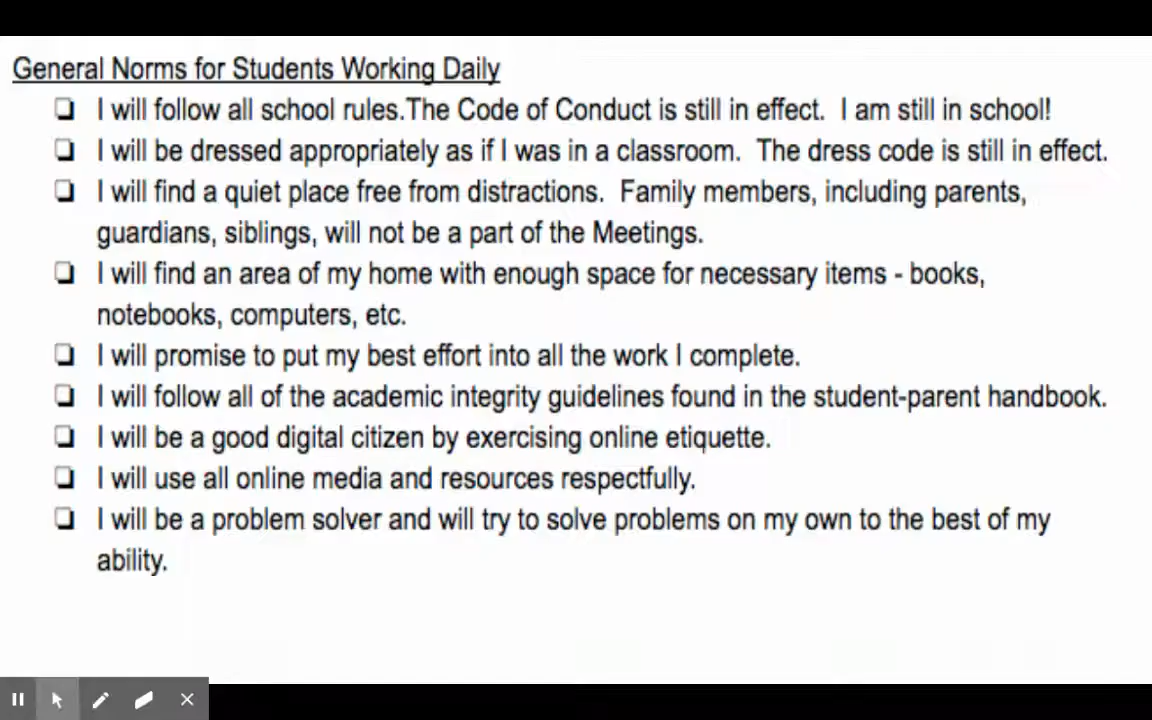 General Norms for Students Working Daily
❏ I will follow all school rules.The Code of Conduct is still in effect.  I am still in school!
❏ I will be dressed appropriately as if I was in a classroom.  The dress code is still in effect.
❏ I will find a quiet place free from distractions.  Family members, including parents,
guardians, siblings, will not be a part of the Meetings.
❏ I will find an area of my home with enough space for necessary items - books,
notebooks, computers, etc.
❏ I will promise to put my best effort into all the work I complete.
❏ I will follow all of the academic integrity guidelines found in the student-parent handbook.
❏ I will be a good digital citizen by exercising online etiquette.
❏ I will use all online media and resources respectfully.
❏ I will be a problem solver and will try to solve problems on my own to the best of my
ability.